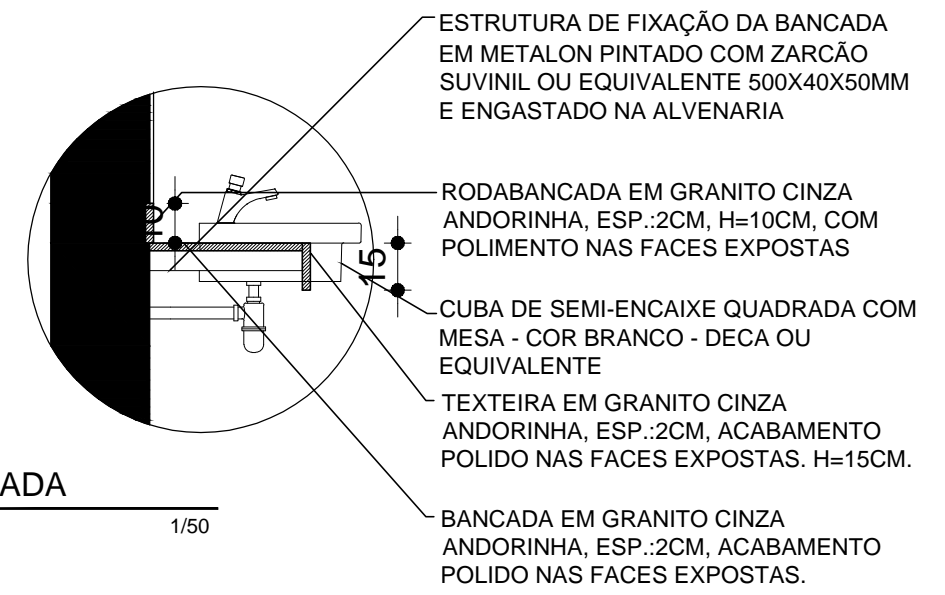 ESTRUTURA DE FIXAÇÃO DA BANCADA
EM METALON PINTADO COM ZARCÃO
SUVINIL OU EQUIVALENTE 500X40X50MM
E ENGASTADO NA ALVENARIA
RODABANCADA EM GRANITO CINZA
ANDORINHA, ESP.:2CM, H=10CM, COM
POLIMENTO NAS FACES EXPOSTAS
10
15
CUBA DE SEMI-ENCAIXE QUADRADA COM
MESA - COR BRANCO - DECA OU
EQUIVALENTE
TEXTEIRA EM GRANITO CINZA
ANDORINHA, ESP.:2CM, ACABAMENTO
POLIDO NAS FACES EXPOSTAS. H=15CM.
ADA
1/50
BANCADA EM GRANITO CINZA
ANDORINHA, ESP.:2CM, ACABAMENTO
POLIDO NAS FACES EXPOSTAS.